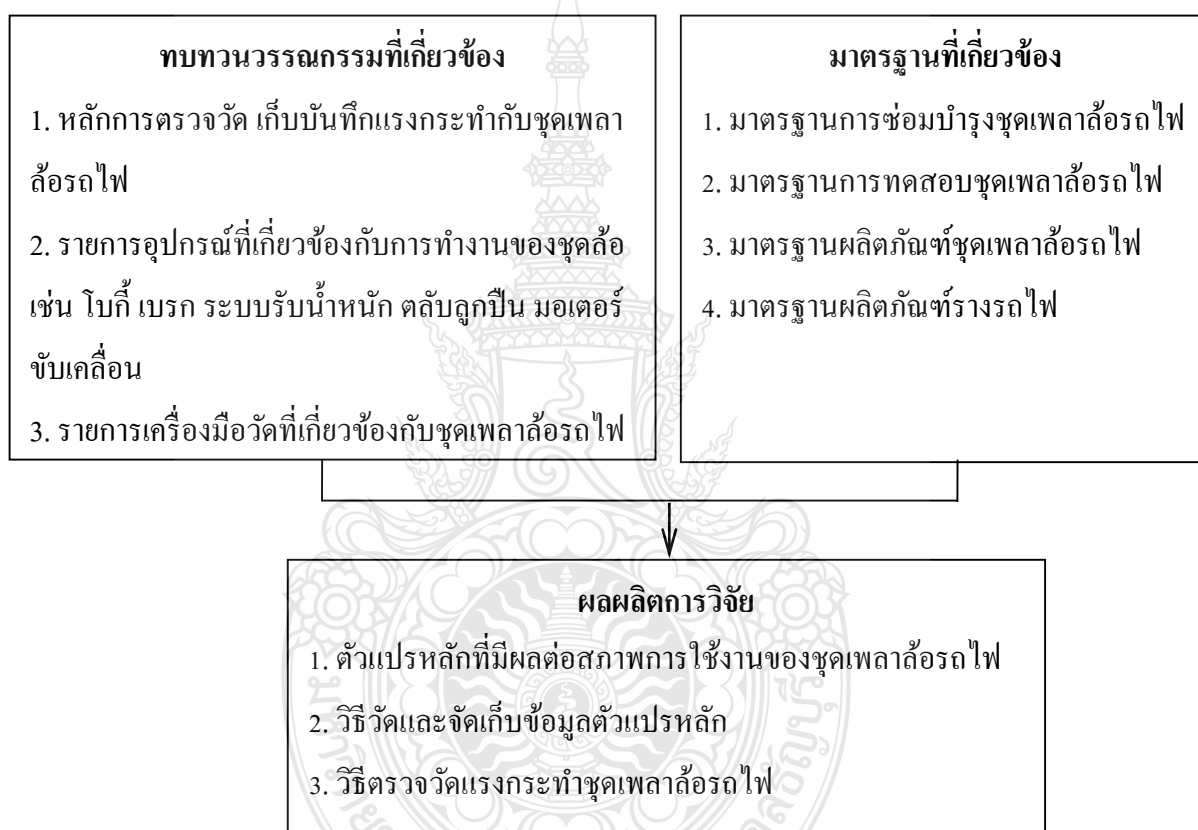 ทบทวนวรรณกรรมที่เกี่ยวข้อง
1. หลักการตรวจวัด เก็บบันทึกแรงกระทำกับชุดเพลา
ล้อรถไฟ
2. รายการอุปกรณ์ที่เกี่ยวข้องกับการทำงานของชุดล้อ
เช่น โบกี้ เบรก ระบบรับน้ำหนัก ตลับลูกปืน มอเตอร์
ขับเคลื่อน
3. รายการเครื่องมือวัดที่เกี่ยวข้องกับชุดเพลาล้อรถไฟ
มาตรฐานที่เกี่ยวข้อง
1. มาตรฐานการซ่อมบำรุงชุดเพลาล้อรถไฟ
2. มาตรฐานการทดสอบชุดเพลาล้อรถไฟ
3. มาตรฐานผลิตภัณฑ์ชุดเพลาล้อรถไฟ
4. มาตรฐานผลิตภัณฑ์รางรถไฟ
ผลผลิตการวิจัย
1. ตัวแปรหลักที่มีผลต่อสภาพการใช้งานของชุดเพลาล้อรถไฟ
2. วิธีวัดและจัดเก็บข้อมูลตัวแปรหลัก
3. วิธีตรวจวัดแรงกระทำชุดเพลาล้อรถไฟ